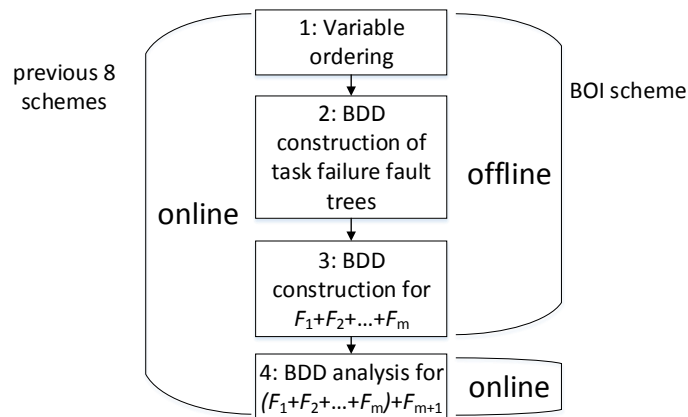 1: Variable
ordering
previous 8
schemes
BOI scheme
2: BDD
construction of
task failure fault
trees
offline
online
3: BDD
construction for
F1+F2+...+Fm
4: BDD analysis for
(F1+F2+...+Fm)+Fm+1
online